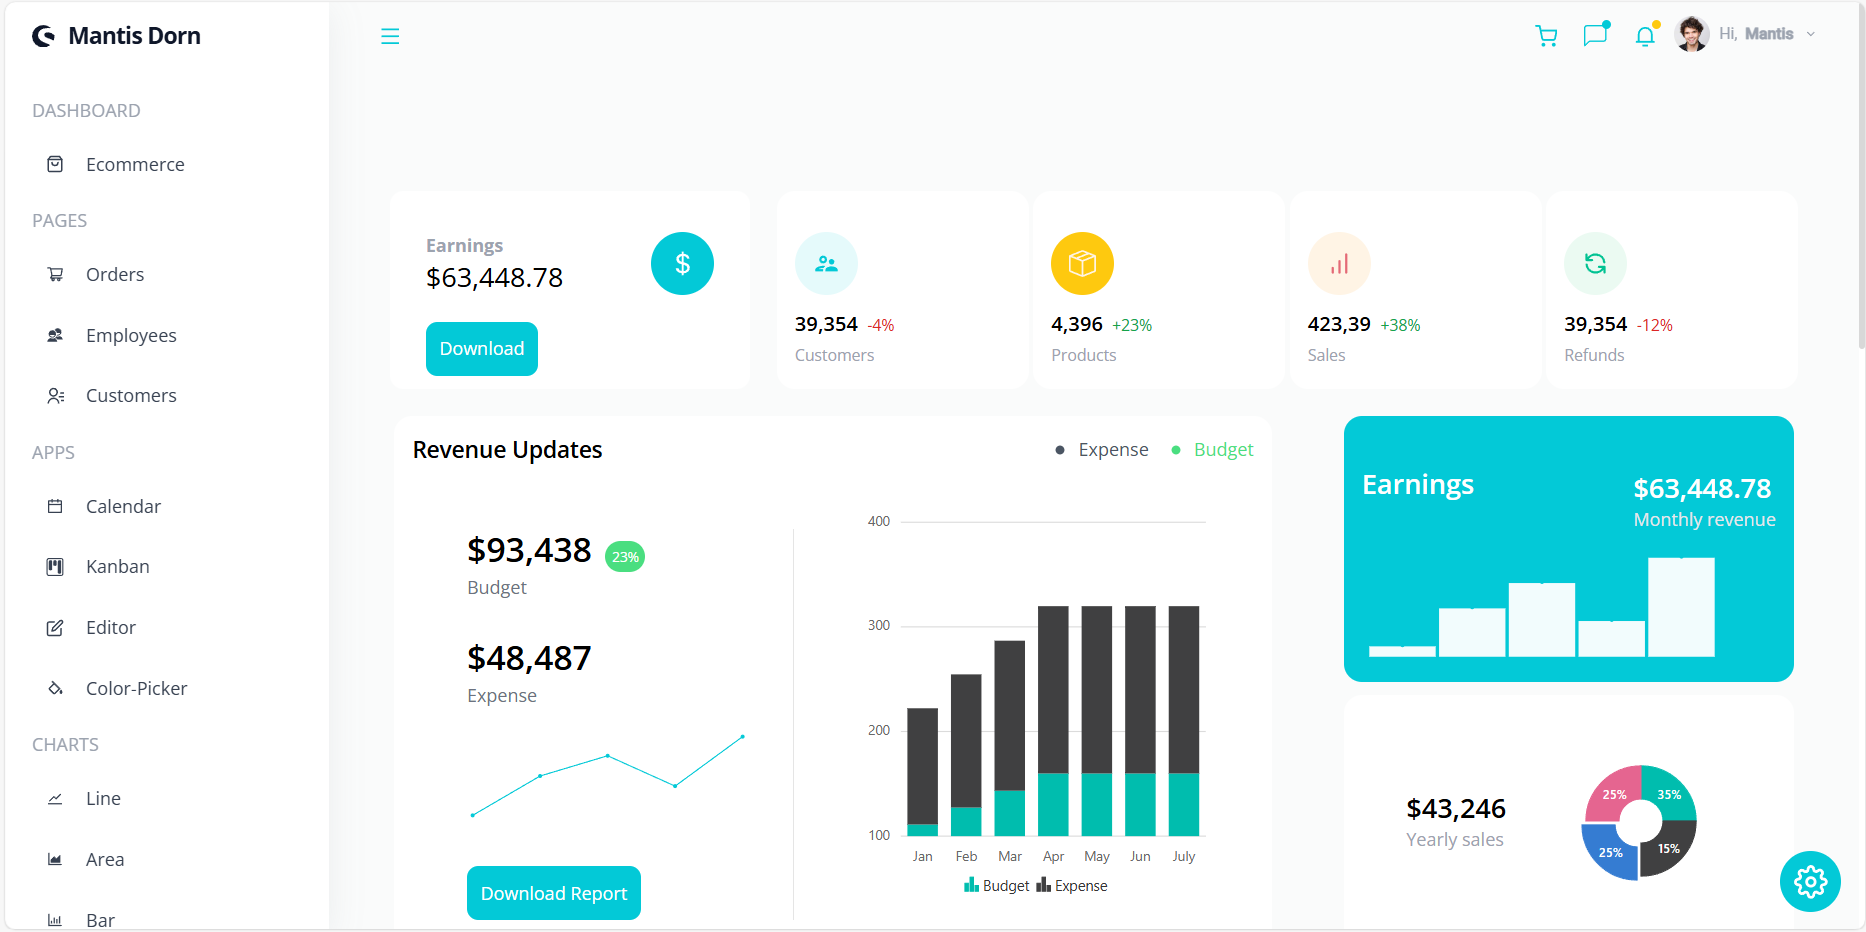 Mantis Dorn
DASHBOARD
Ecommerce
PAGES
Orders
Employees
Customers
APPS
Calendar
Kanban
Editor
Color-Picker
CHARTS
Line
Area
Bar
Hi, Mantis
Earnings
$63,448.78
$
Download
39,354 -4%
Customers
4,396 +23%
Products
423,39 +38%
Sales
39,354 -12%
Refunds
Revenue Updates
Expense Budget
$93,438 23%
Budget
$48,487
Expense
Download Report
400
300
200
100
Jan Feb Mar Apr May Jun July
Budget Expense
Earnings
$63,448.78
Monthly revenue
$43,246
Yearly sales
25% 35%
25% 15%